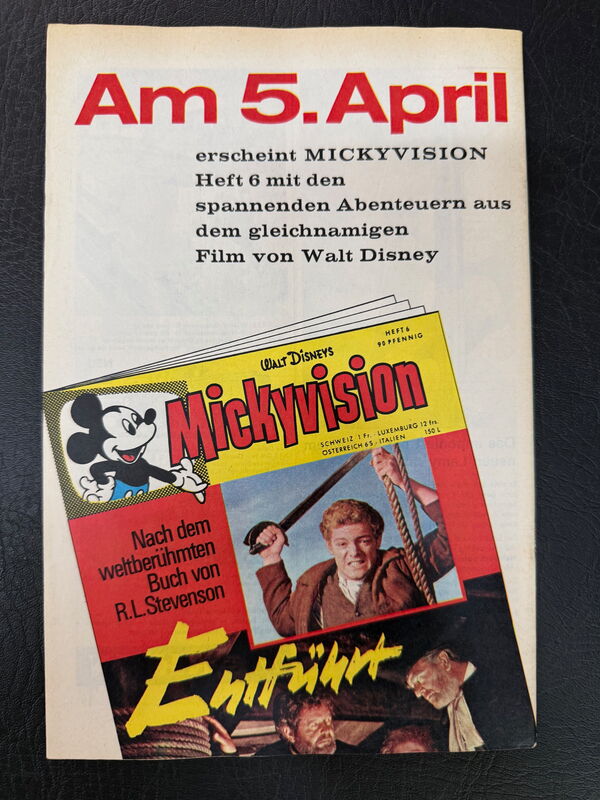 Am 5. April
erscheint MICKYVISION
Heft 6 mit den
spannenden Abenteuern aus
dem gleichnamigen
Film von Walt Disney
HEFT 6
90 PFENNIG
WALT DISNEYS
Mickyvision
SCHWEIZ 1 Fr. - LUXEMBURG 12 frs.
ÖSTERREICH 6S - ITALIEN 150 L
Nach dem
weltberühmten
Buch von
R.L.Stevenson
Entführt